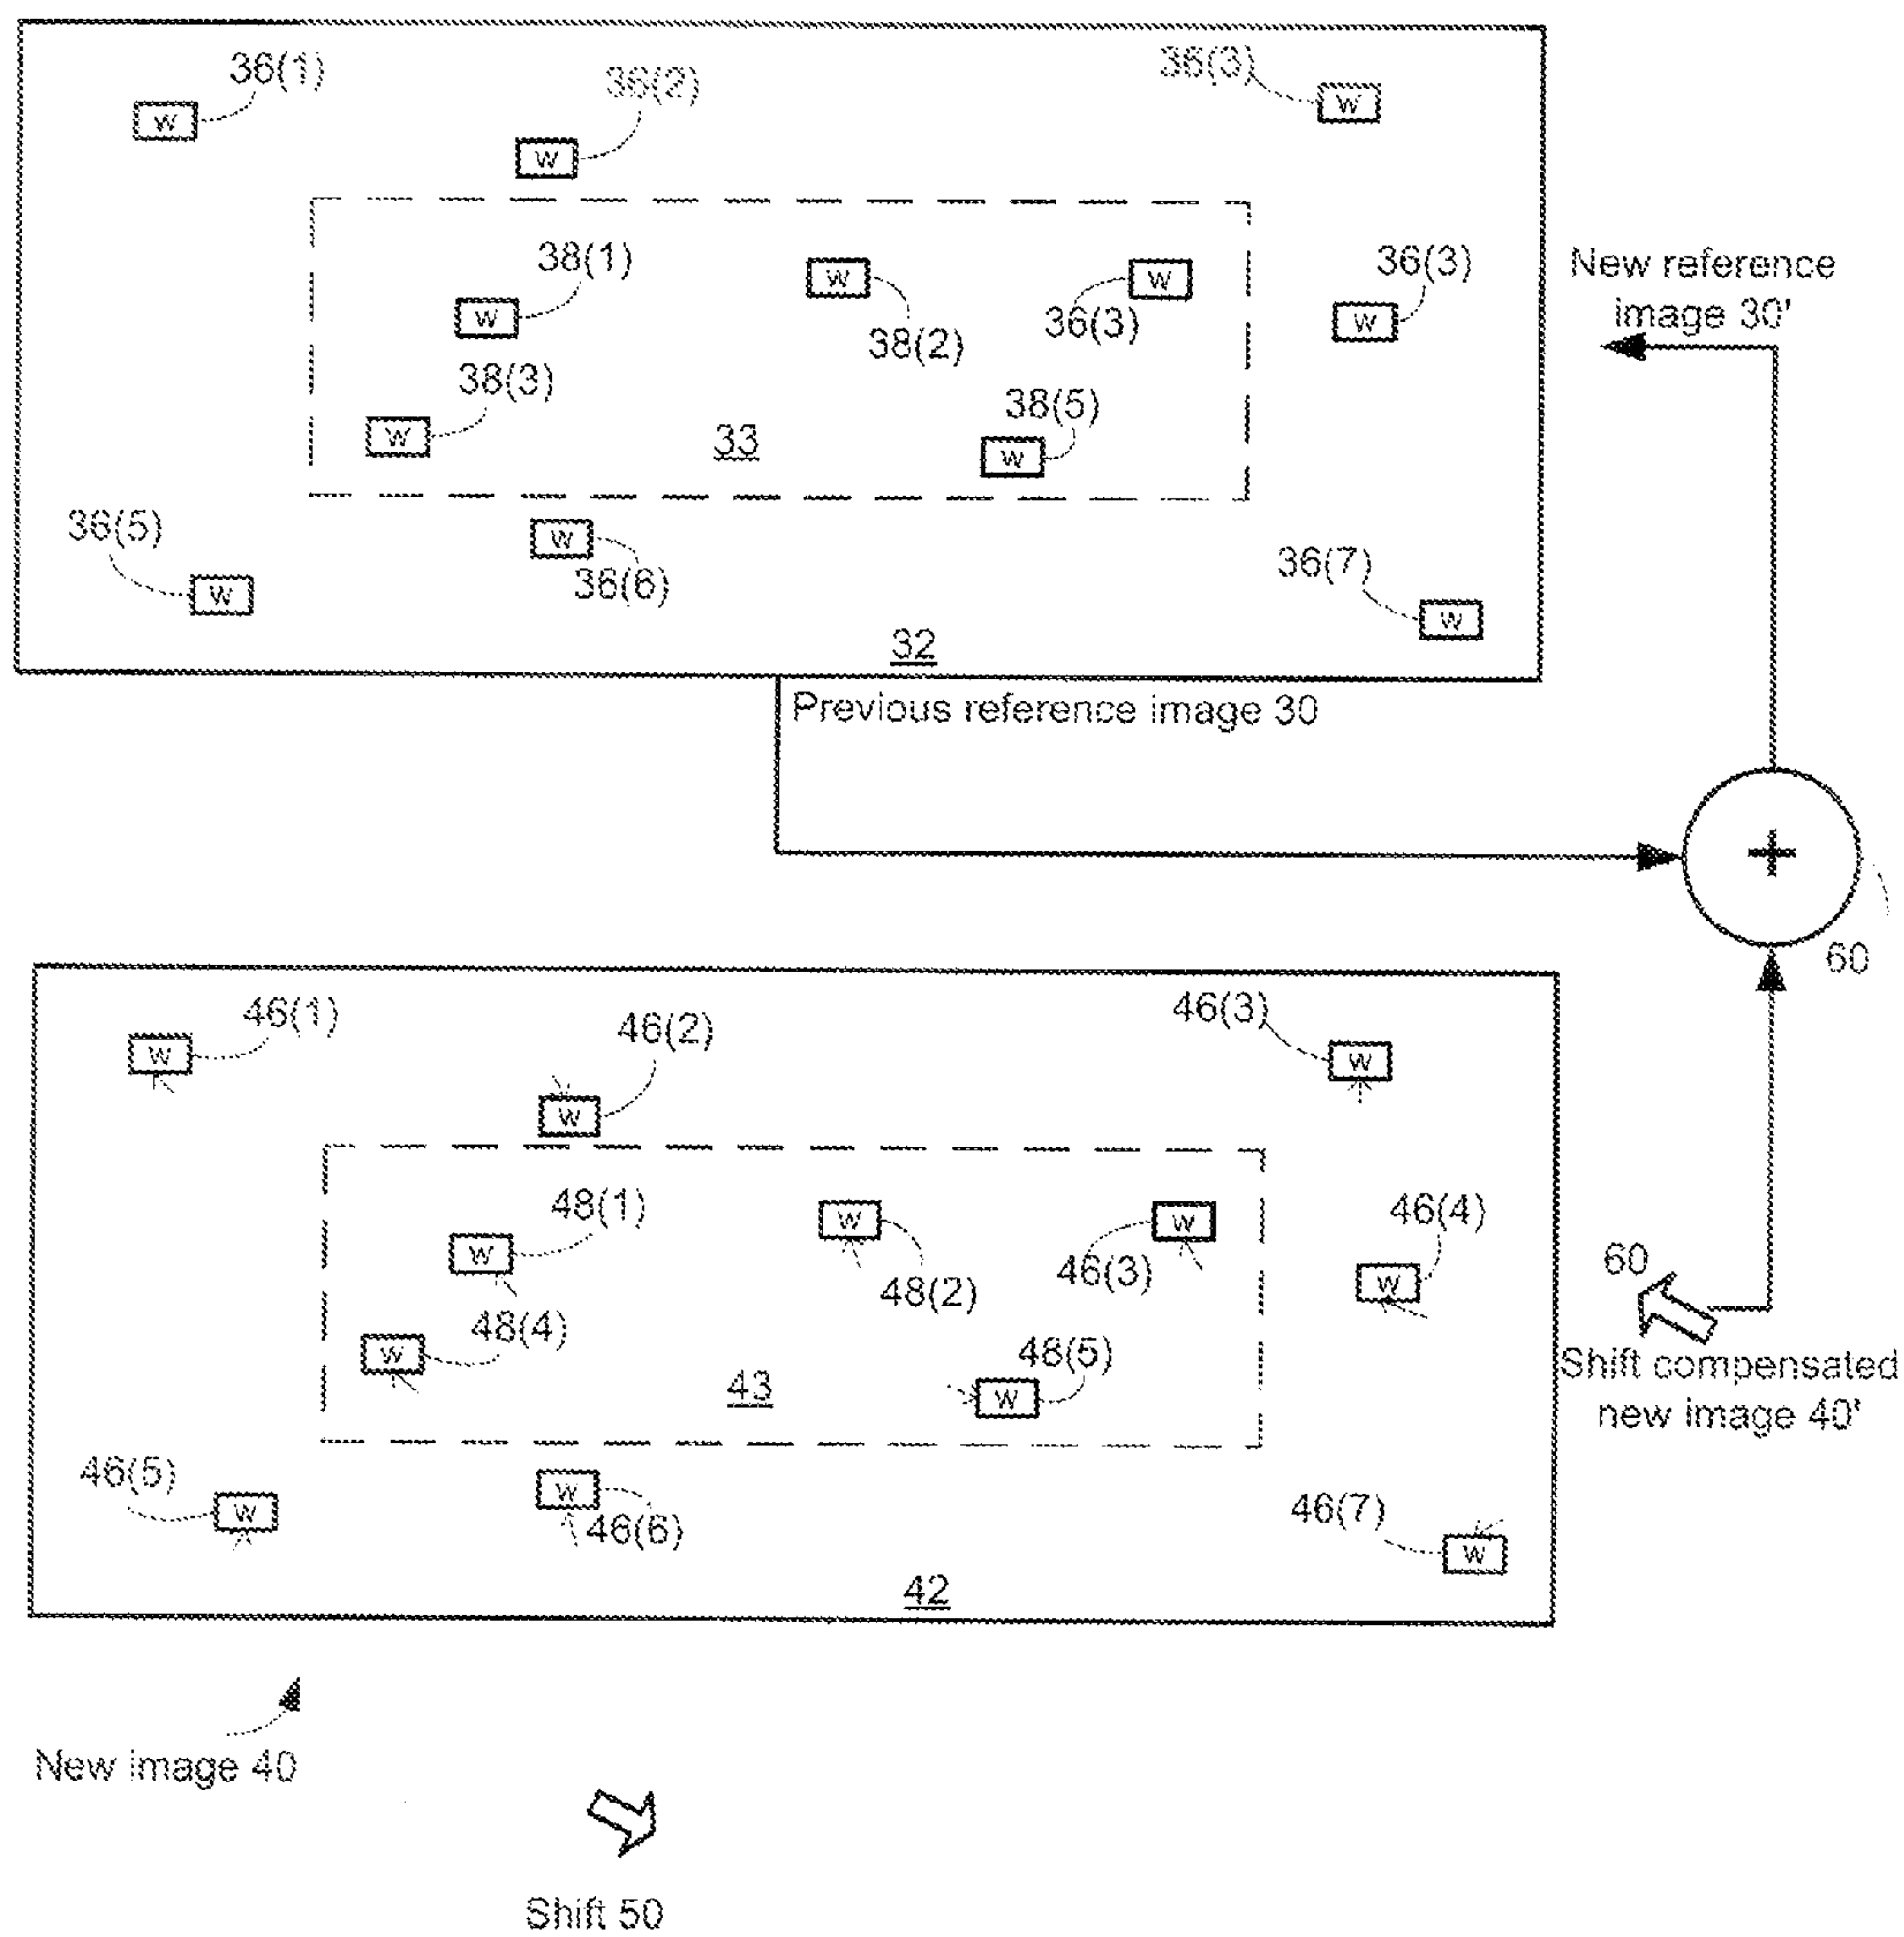 36(1)
36(2)
36(3)
W
W
W
38(1)
W
W
36(3)
New reference
image 30'
W
38(2)
36(3)
W
38(3)
38(5)
W
33
W
36(5)
W
36(6)
36(7)
W
W
32
Previous reference image 30
+
60
46(1)
46(2)
46(3)
W
W
W
48(1)
W
W
46(4)
W
48(2)
46(3)
W
60
48(4)
W
48(5)
Shift compensated
new image 40'
43
W
46(5)
W
46(6)
46(7)
W
W
42
New image 40
Shift 50